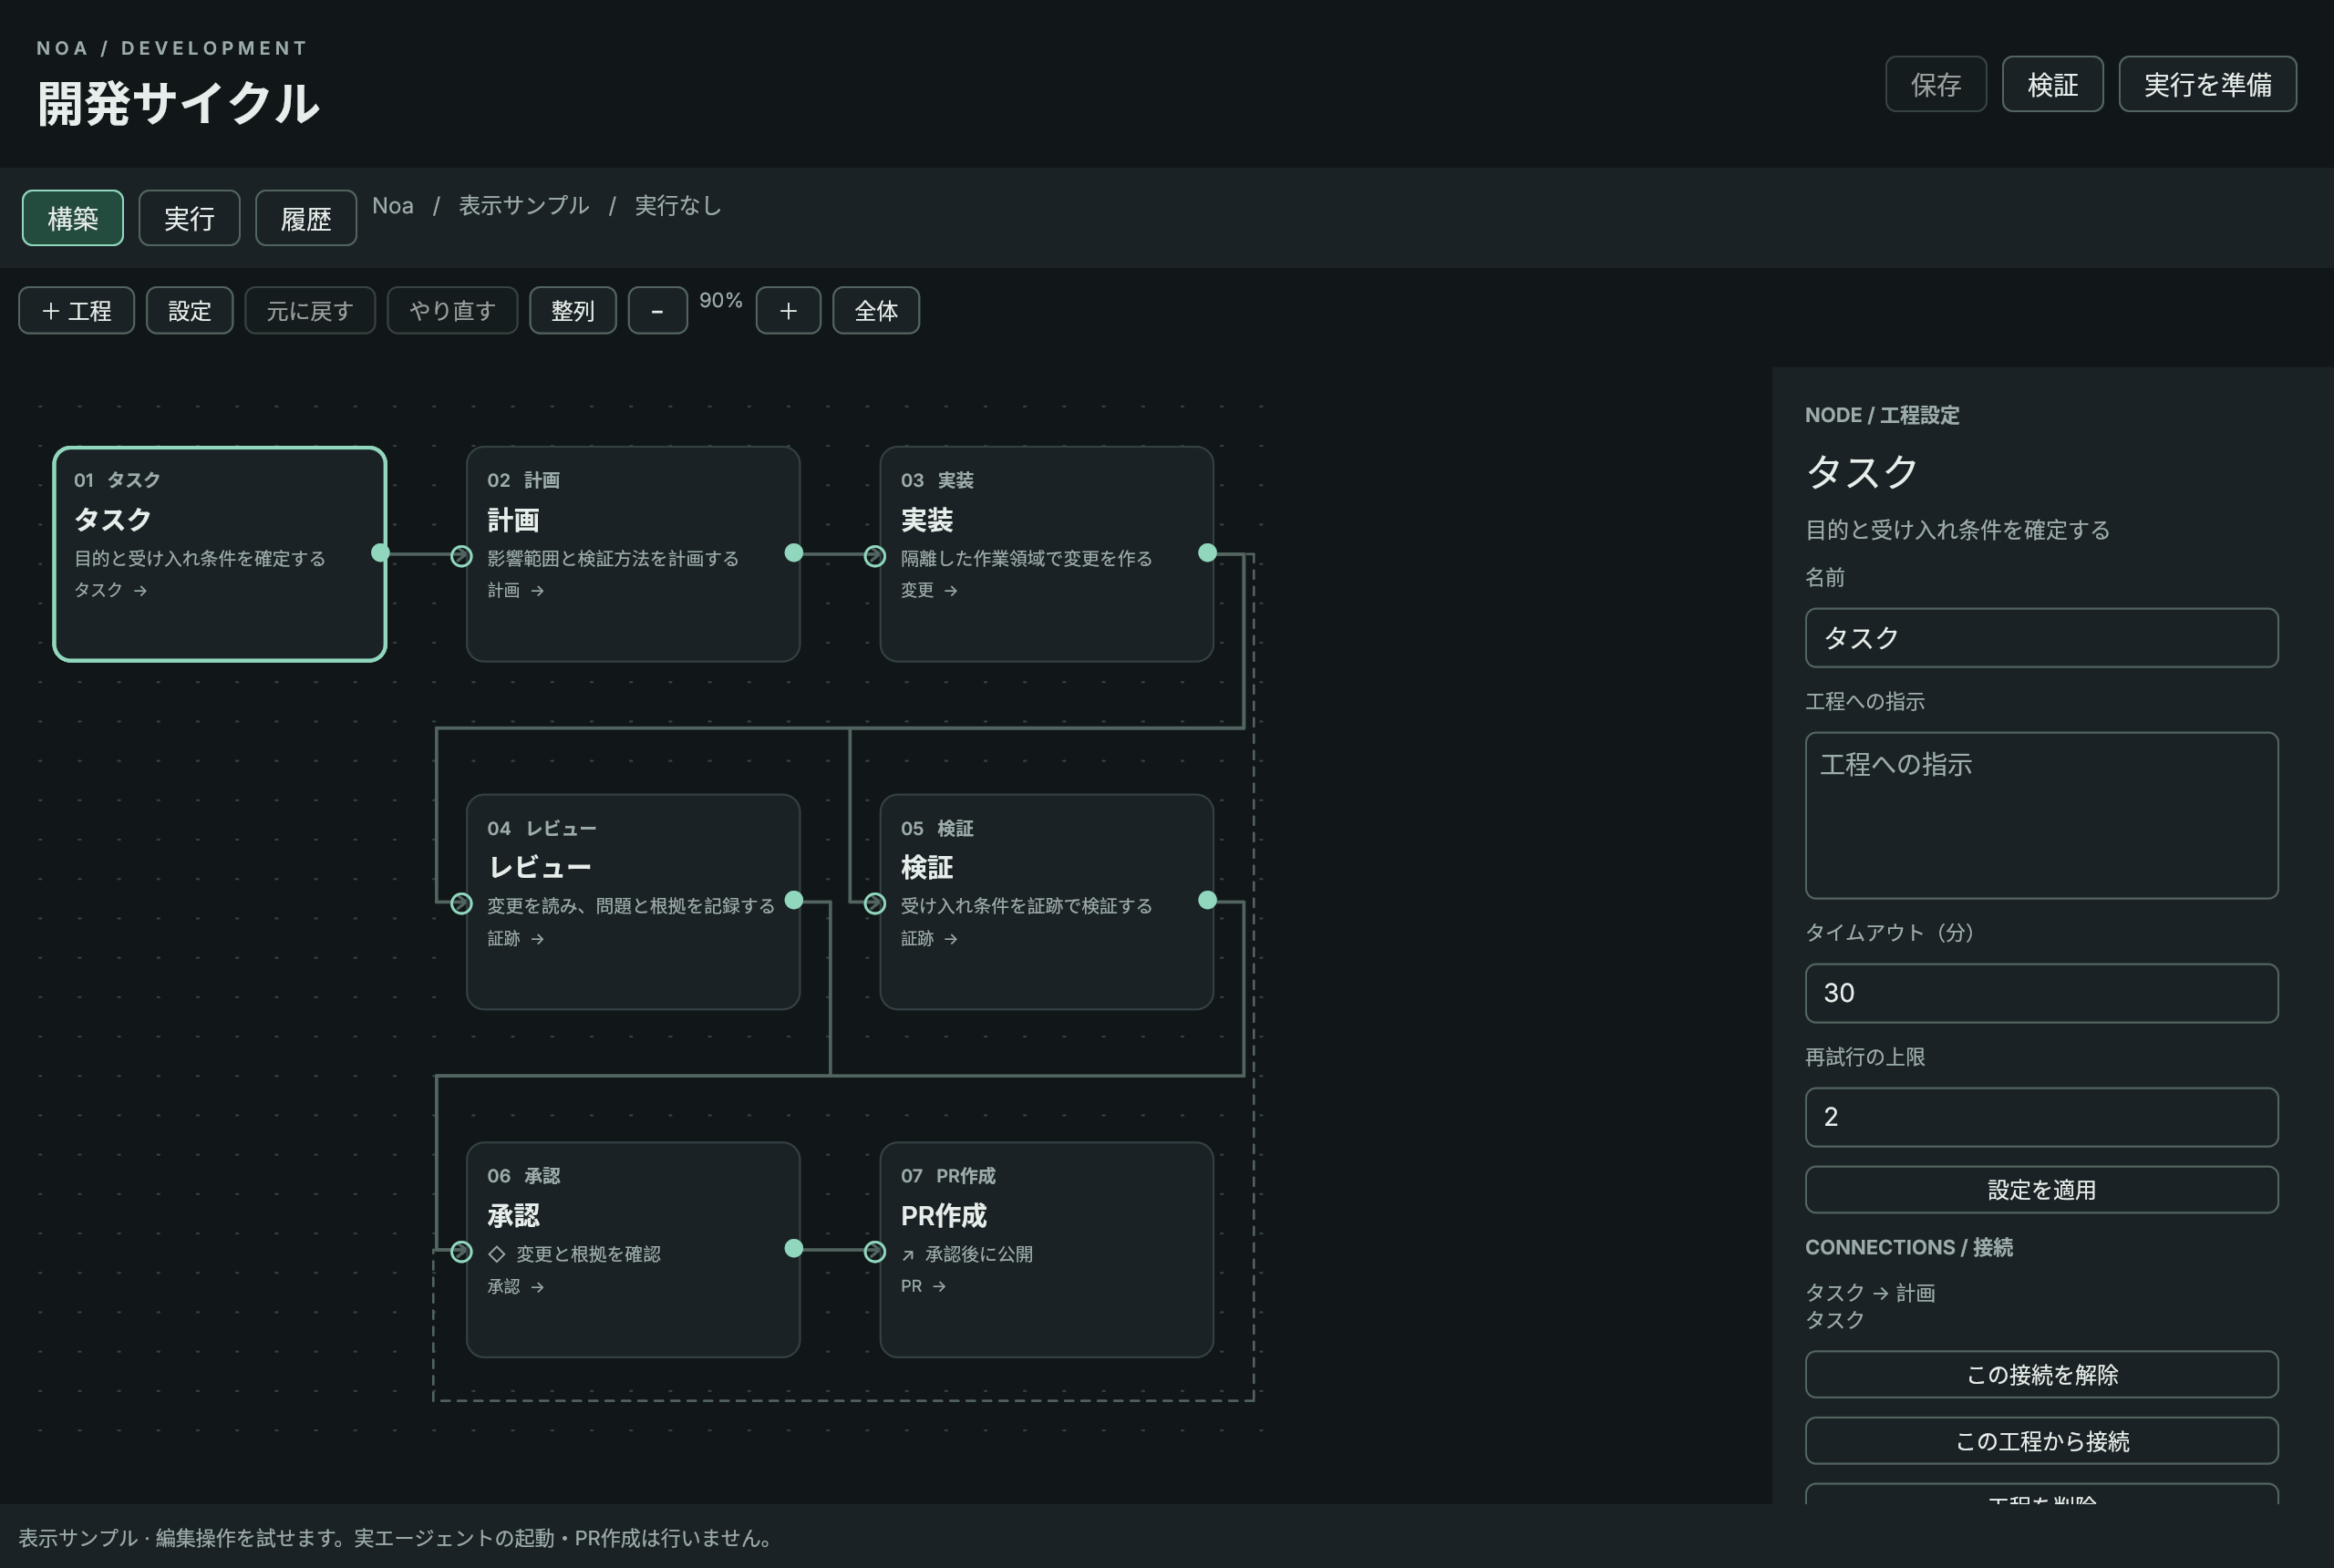 NOA / DEVELOPMENT
開発サイクル
保存 検証 実行を準備
構築 実行 履歴 Noa / 表示サンプル / 実行なし
＋ 工程 設定 元に戻す やり直す 整列 − 90% ＋ 全体
01 タスク
タスク
目的と受け入れ条件を確定する
タスク →
02 計画
計画
影響範囲と検証方法を計画する
計画 →
03 実装
実装
隔離した作業領域で変更を作る
変更 →
04 レビュー
レビュー
変更を読み、問題と根拠を記録する
証跡 →
05 検証
検証
受け入れ条件を証跡で検証する
証跡 →
06 承認
承認
◇ 変更と根拠を確認
承認 →
07 PR作成
PR作成
↗ 承認後に公開
PR →
NODE / 工程設定
タスク
目的と受け入れ条件を確定する
名前
タスク
工程への指示
工程への指示
タイムアウト（分）
30
再試行の上限
2
設定を適用
CONNECTIONS / 接続
タスク → 計画
タスク
この接続を解除
この工程から接続
工程を削除
表示サンプル · 編集操作を試せます。実エージェントの起動・PR作成は行いません。